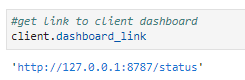 #get link to client dashboard
client.dashboard_link
'http://127.0.0.1:8787/status'